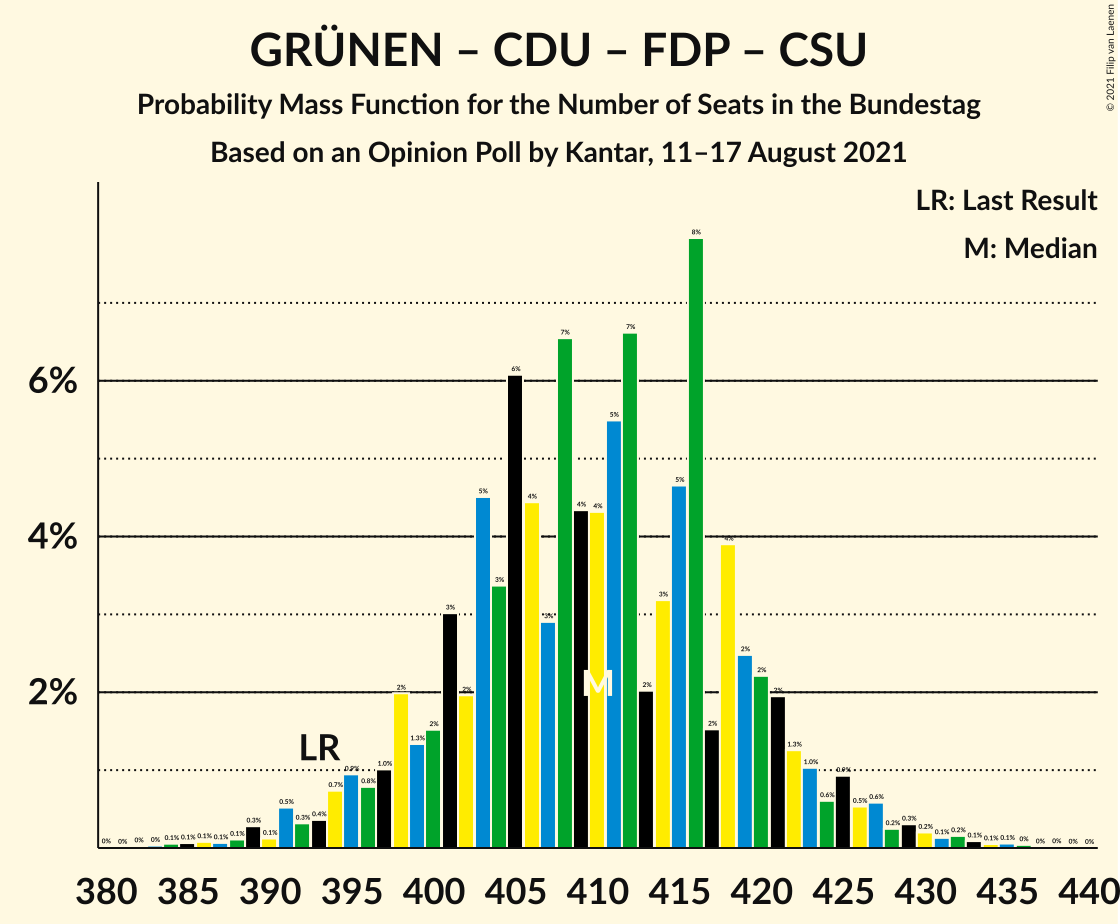 GRÜNEN – CDU – FDP – CSU
Probability Mass Function for the Number of Seats in the Bundestag
Based on an Opinion Poll by Kantar, 11–17 August 2021
© 2021 Filip van Laenen
LR: Last Result
M: Median
6%
4%
2%
LR
M
0% 0% 0% 0% 0.1% 0.1% 0.1% 0.1% 0.1% 0.3% 0.1% 0.5% 0.3% 0.4% 0.7% 0.9% 0.8% 1.0% 2% 1.3% 2% 3% 2% 5% 3% 6% 4% 3% 7% 4% 4% 5% 7% 2% 3% 5% 8% 2% 4% 2% 2% 2% 1.3% 1.0% 0.6% 0.9% 0.5% 0.6% 0.2% 0.3% 0.2% 0.1% 0.2% 0.1% 0.1% 0.1% 0% 0% 0% 0% 0%
380 385 390 395 400 405 410 415 420 425 430 435 440